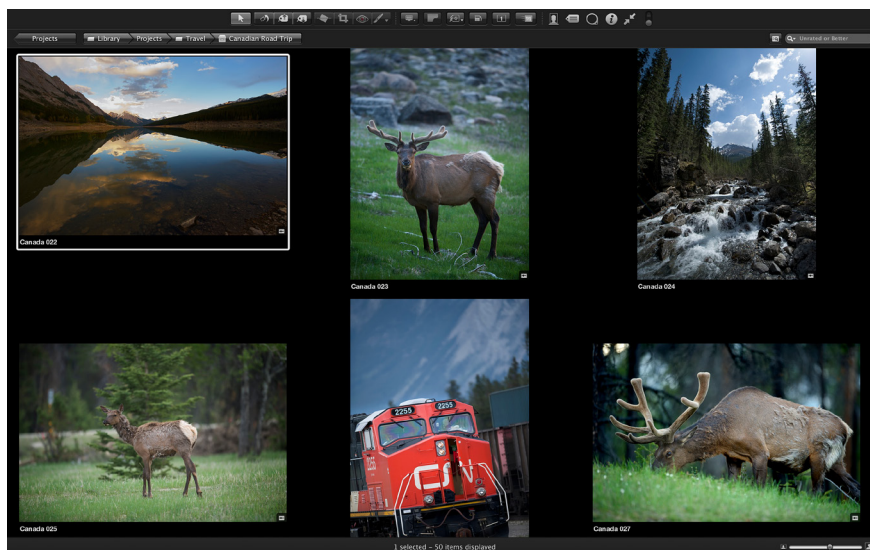 Projects
Library
Projects
Travel
Canadian Road Trip
Unrated or Better
Canada 022
Canada 023
Canada 024
2255 2255
CN
Canada 025
Canada 027
1 selected – 50 items displayed